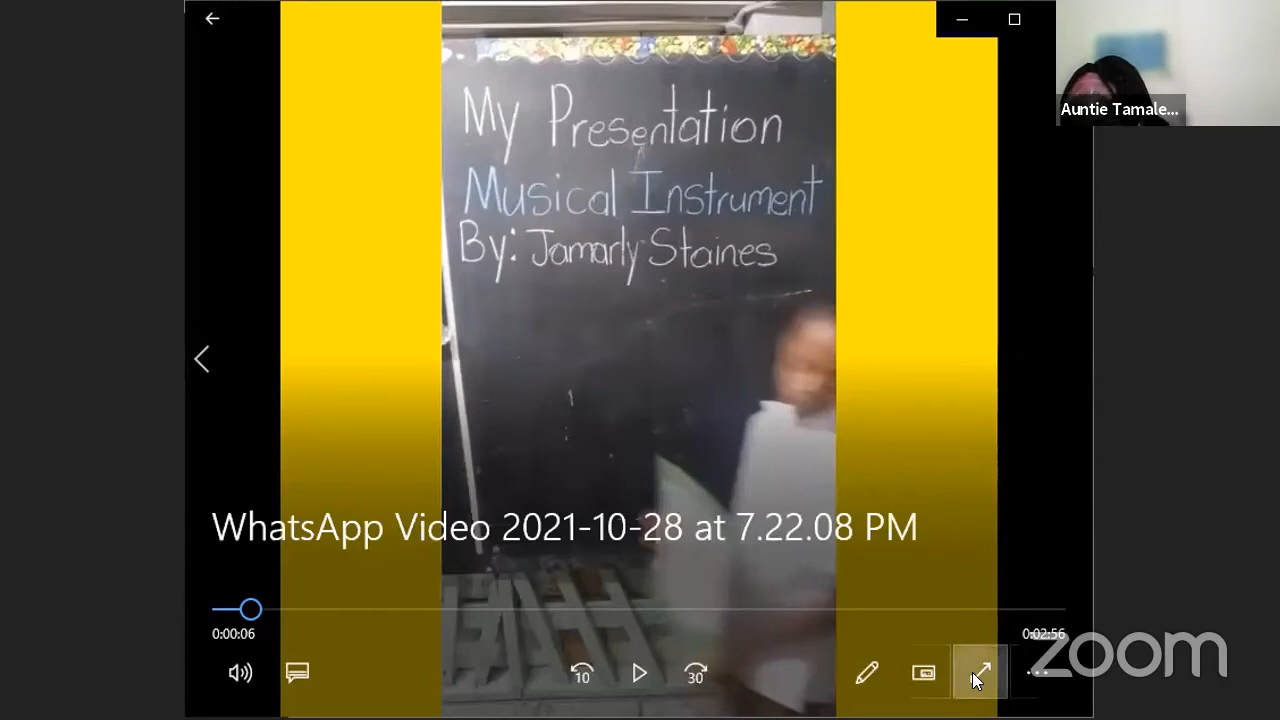 My Presentation
Musical Instrument
By: Jamarly Staines
Auntie Tamale...
WhatsApp Video 2021-10-28 at 7.22.08 PM
0:00:06
0:02:56
10
30
zoom